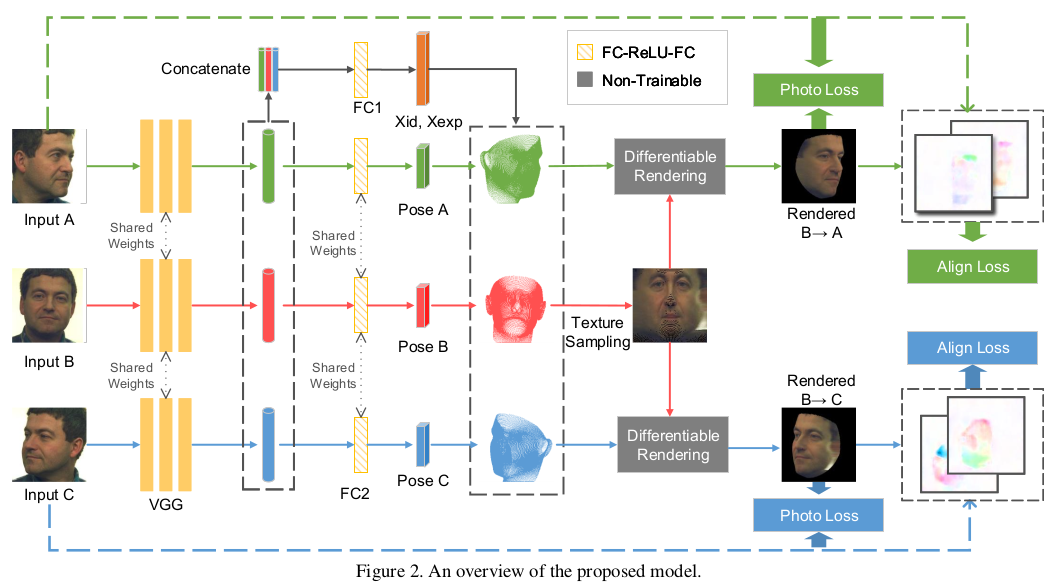 FC-ReLU-FC
Non-Trainable
Concatenate
FC1
Xid, Xexp
Photo Loss
Input A
Shared
Weights
Shared
Weights
Pose A
Differentiable
Rendering
Rendered
B→ A
Align Loss
Input B
Shared
Weights
Shared
Weights
Pose B
Texture
Sampling
Align Loss
Rendered
B→ C
Input C
VGG
FC2
Pose C
Differentiable
Rendering
Photo Loss
Figure 2. An overview of the proposed model.